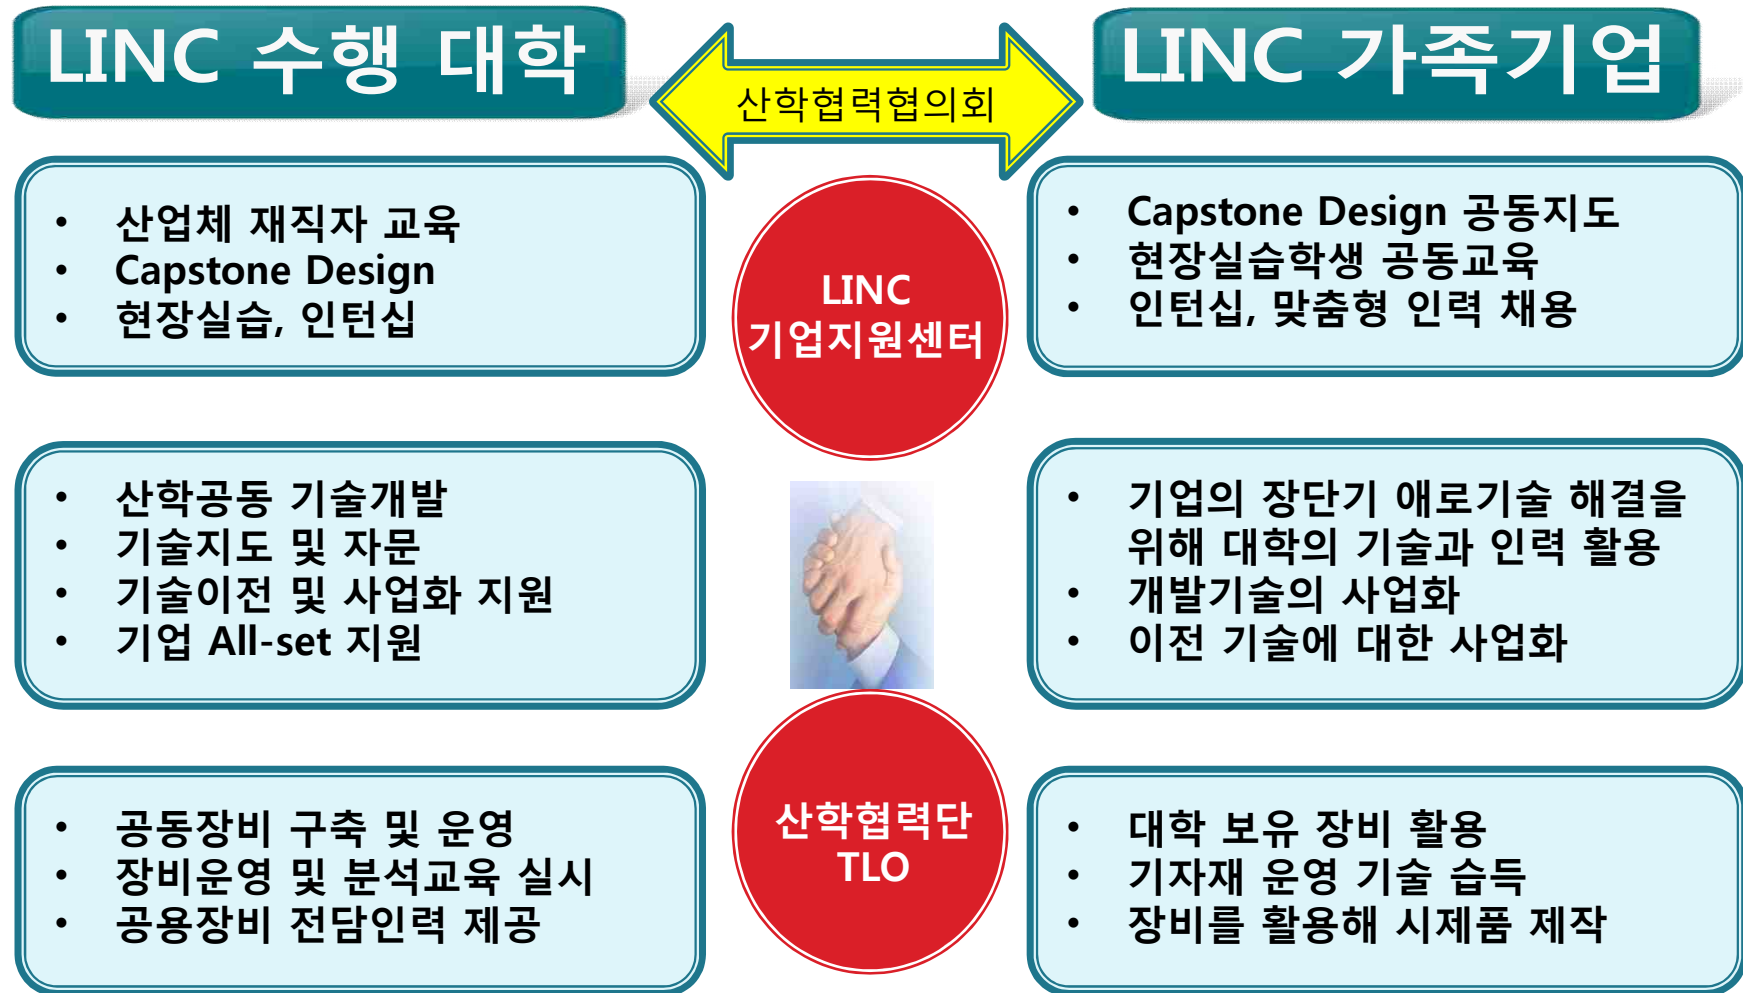 LINC 수행 대학
산학협력협의회
LINC 가족기업
• 산업체 재직자 교육
• Capstone Design
• 현장실습, 인턴십
LINC
기업지원센터
• Capstone Design 공동지도
• 현장실습학생 공동교육
• 인턴십, 맞춤형 인력 채용
• 산학공동 기술개발
• 기술지도 및 자문
• 기술이전 및 사업화 지원
• 기업 All-set 지원
• 기업의 장단기 애로기술 해결을
위해 대학의 기술과 인력 활용
• 개발기술의 사업화
• 이전 기술에 대한 사업화
• 공동장비 구축 및 운영
• 장비운영 및 분석교육 실시
• 공용장비 전담인력 제공
산학협력단
TLO
• 대학 보유 장비 활용
• 기자재 운영 기술 습득
• 장비를 활용해 시제품 제작